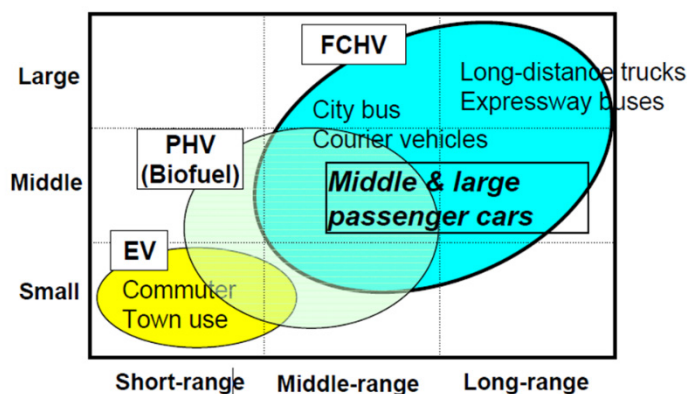 FCHV
Large
Long-distance trucks
Expressway buses
City bus
Courier vehicles
PHV
(Biofuel)
Middle
Middle & large
passenger cars
EV
Small
Commuter
Town use
Short-range
Middle-range
Long-range